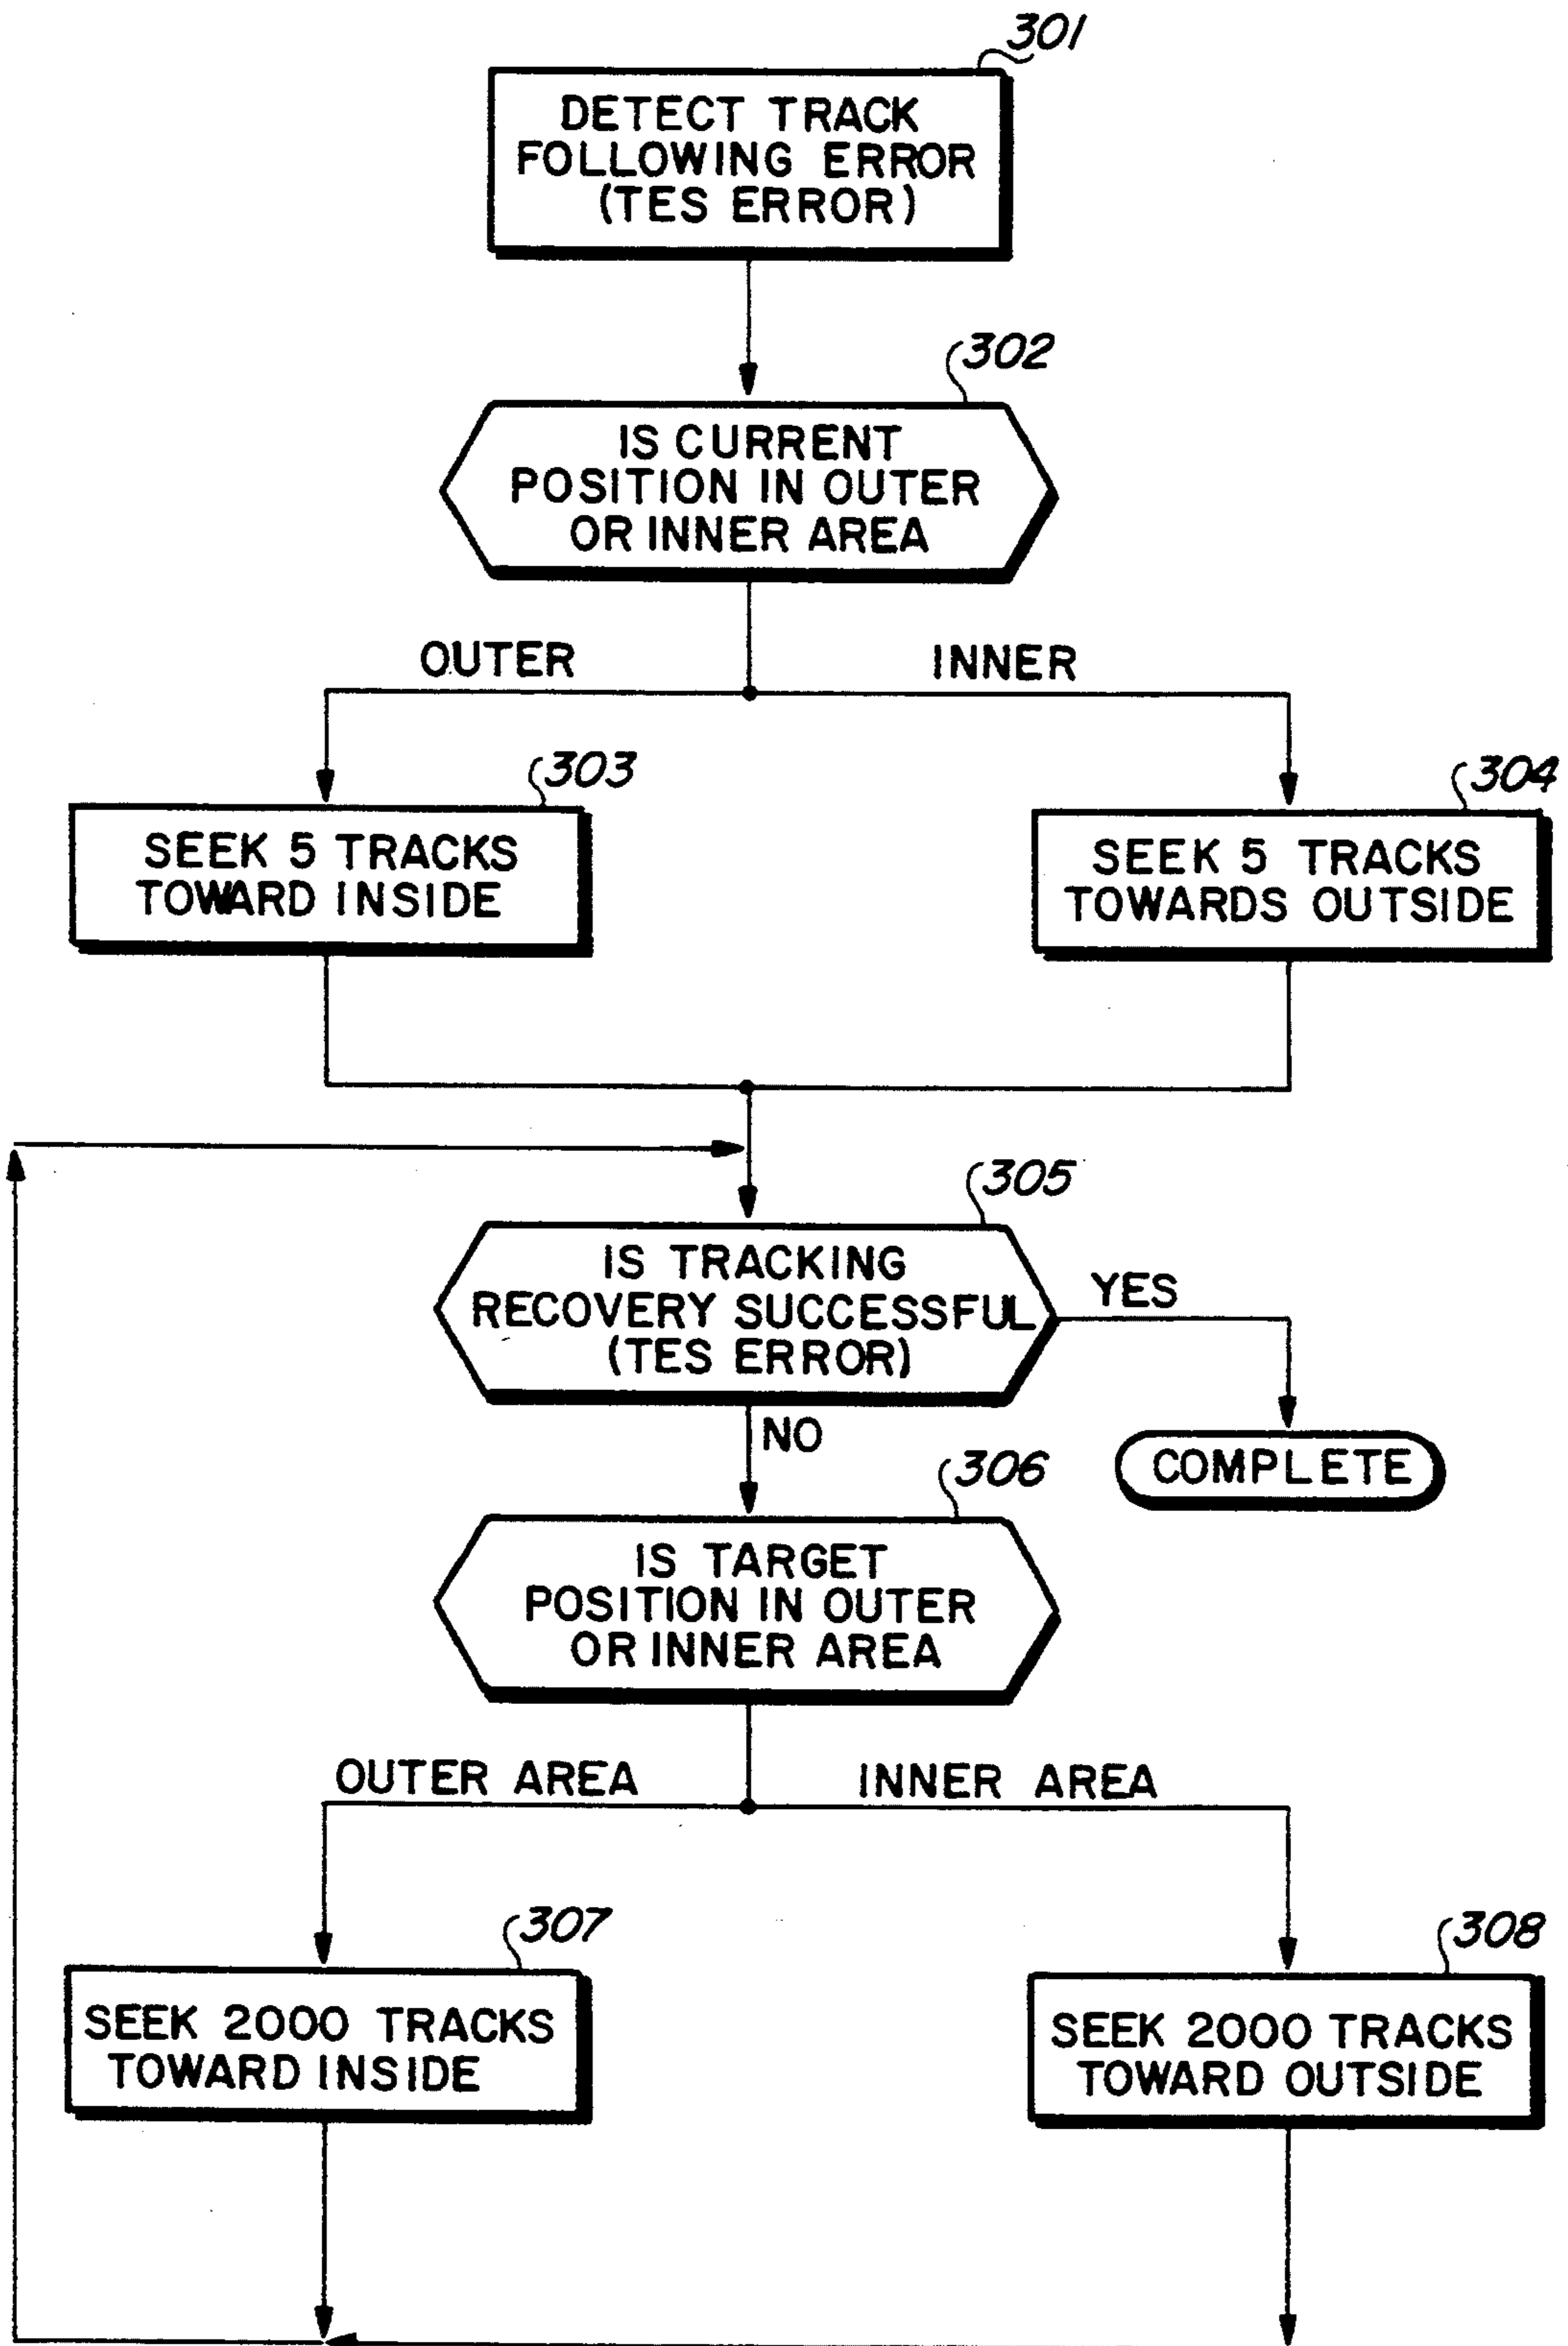 301
DETECT TRACK
FOLLOWING ERROR
(TES ERROR)
302
IS CURRENT
POSITION IN OUTER
OR INNER AREA
OUTER
INNER
303
SEEK 5 TRACKS
TOWARD INSIDE
304
SEEK 5 TRACKS
TOWARDS OUTSIDE
305
IS TRACKING
RECOVERY SUCCESSFUL
(TES ERROR)
YES
NO
COMPLETE
306
IS TARGET
POSITION IN OUTER
OR INNER AREA
OUTER AREA
INNER AREA
307
SEEK 2000 TRACKS
TOWARD INSIDE
308
SEEK 2000 TRACKS
TOWARD OUTSIDE